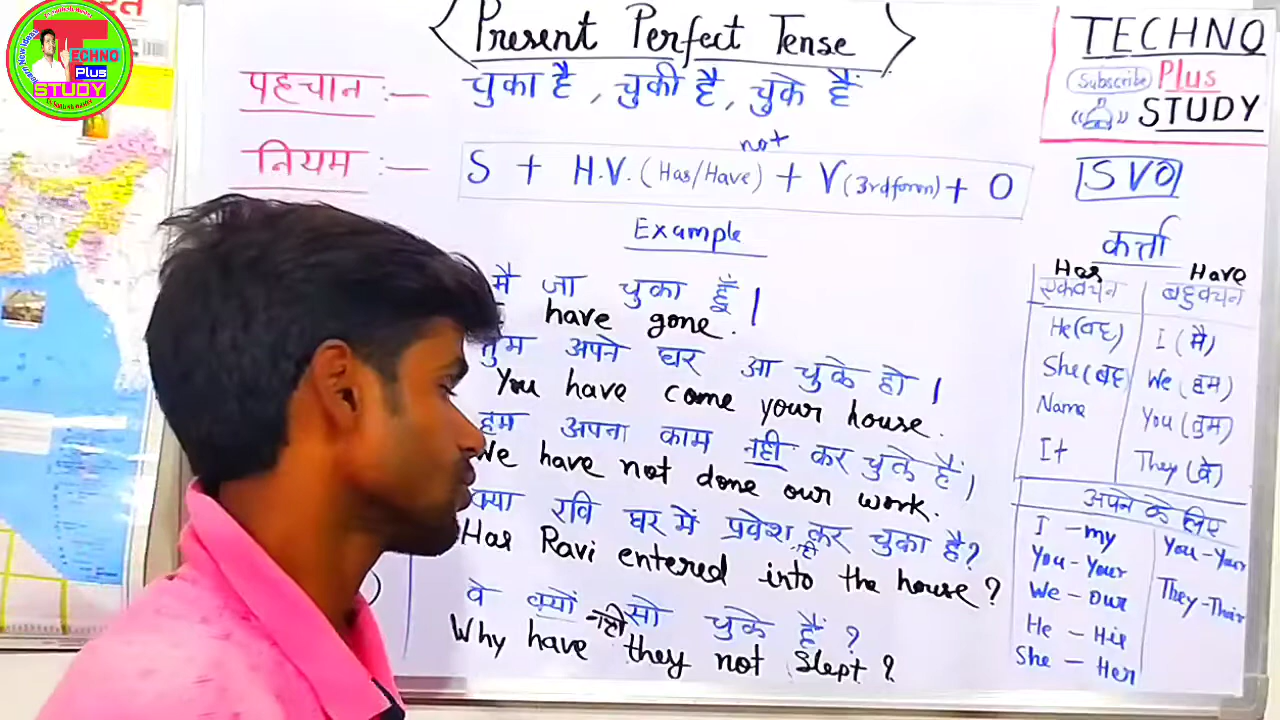 Present Perfect Tense
पहचान :— चुका है , चुकी है , चुके हैं
नियम :— S + H.V. (Has/Have) not + V (3rd form) + O
Example
मै जा चुका हूँ |
have gone.
तुम अपने घर आ चुके हो |
You have come your house.
हम अपना काम नही कर चुके हैं |
We have not done our work.
क्या रवि घर में प्रवेश कर चुका है?
नही
Has Ravi entered into the house?
वे क्यों नही सो चुके हैं ?
Why have they not Slept ?
TECHNO
Subscribe Plus
STUDY
SVO
कर्त्ता
Has Have
एकवचन बहुवचन
He (वह) I (मै)
She (वह) We (हम)
Name You (तुम)
It They (वे)
अपने के लिए
I - my You - Your
You - Your They - Their
We - our
He - His
She - Her
TECHNO
Plus
STUDY